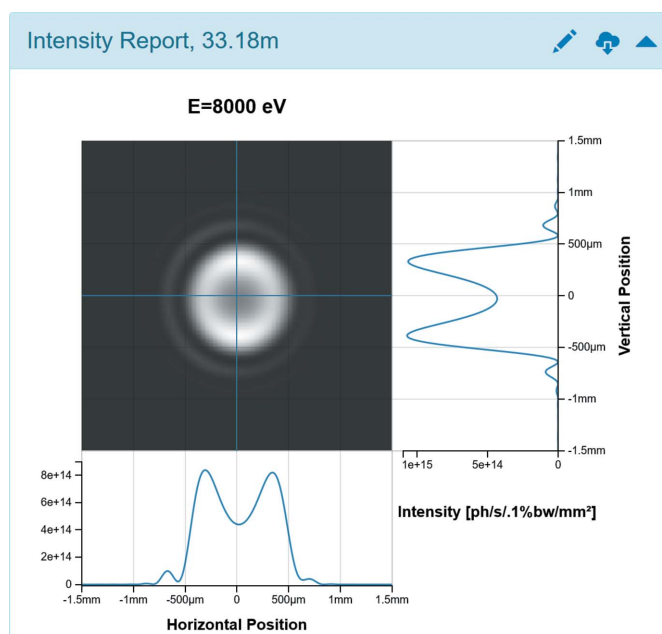 Intensity Report, 33.18m
E=8000 eV
1.5mm
1mm
500µm
0
-500µm
-1mm
-1.5mm
Vertical Position
1e+15 5e+14 0
Intensity [ph/s/.1%bw/mm²]
8e+14
6e+14
4e+14
2e+14
0
-1.5mm -1mm -500µm 0 500µm 1mm 1.5mm
Horizontal Position